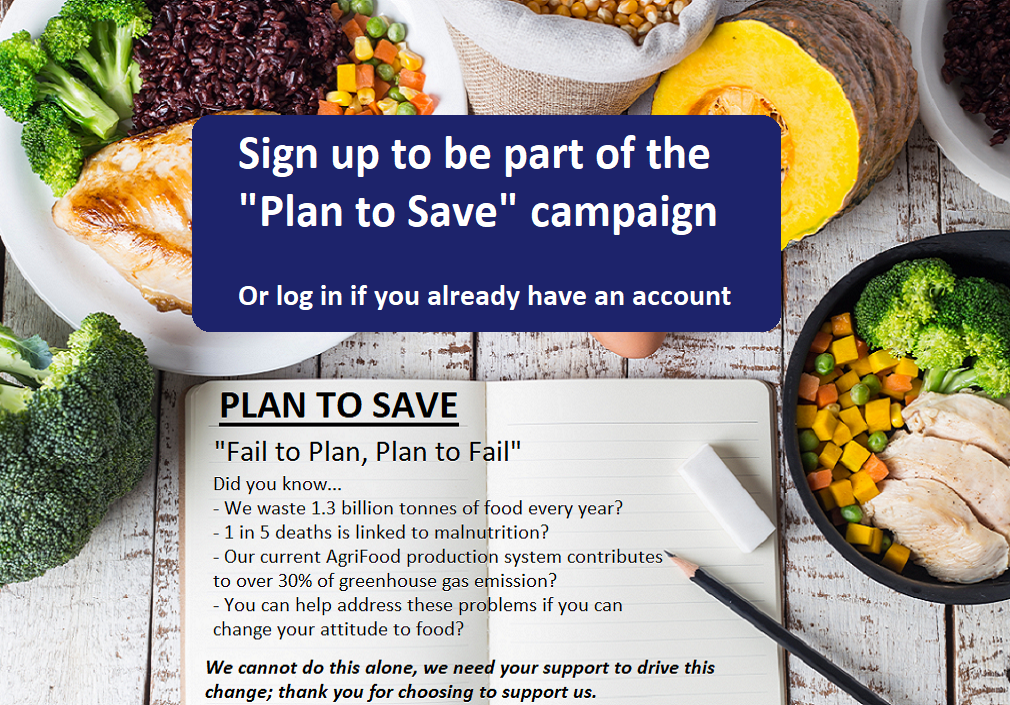 Sign up to be part of the
"Plan to Save" campaign
Or log in if you already have an account
PLAN TO SAVE
"Fail to Plan, Plan to Fail"
Did you know...
- We waste 1.3 billion tonnes of food every year?
- 1 in 5 deaths is linked to malnutrition?
- Our current AgriFood production system contributes
to over 30% of greenhouse gas emission?
- You can help address these problems if you can
change your attitude to food?
We cannot do this alone, we need your support to drive this
change; thank you for choosing to support us.